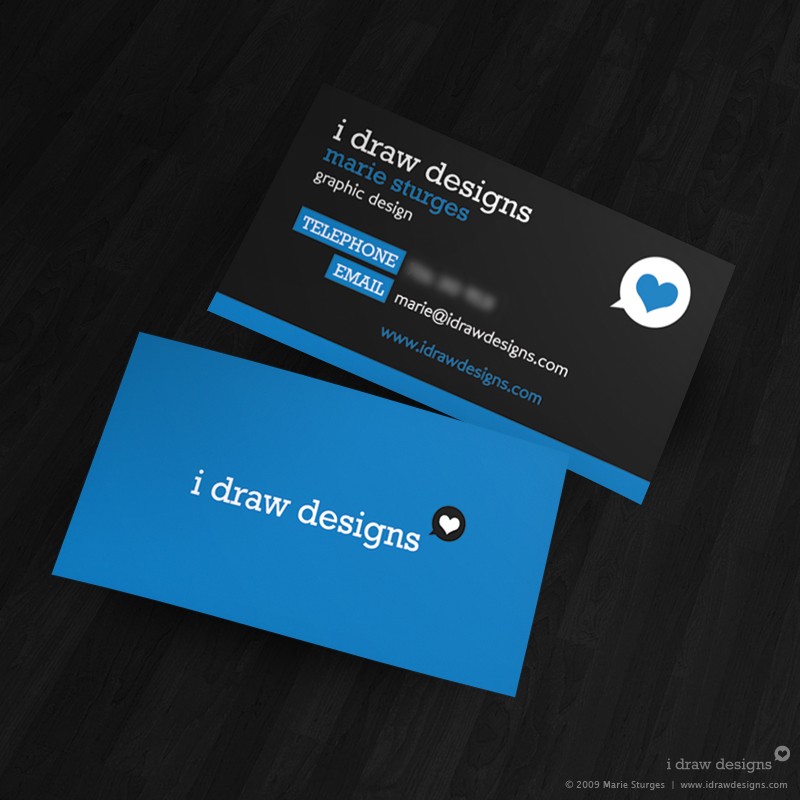 i draw designs
marie sturges
graphic design
TELEPHONE
EMAIL marie@idrawdesigns.com
www.idrawdesigns.com
i draw designs
i draw designs
© 2009 Marie Sturges | www.idrawdesigns.com